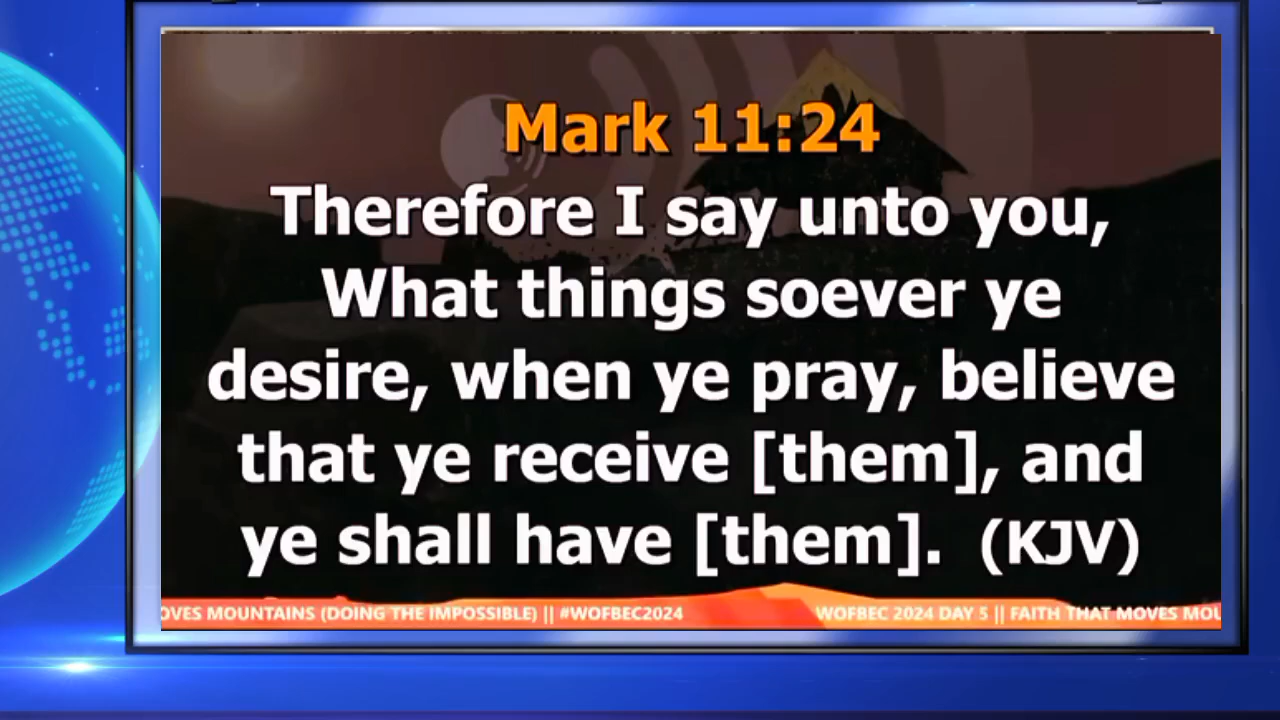 Mark 11:24
Therefore I say unto you,
What things soever ye
desire, when ye pray, believe
that ye receive [them], and
ye shall have [them]. (KJV)
OVES MOUNTAINS (DOING THE IMPOSSIBLE) || #WOFBEC2024 WOFBEC 2024 DAY 5 || FAITH THAT MOVES MOU